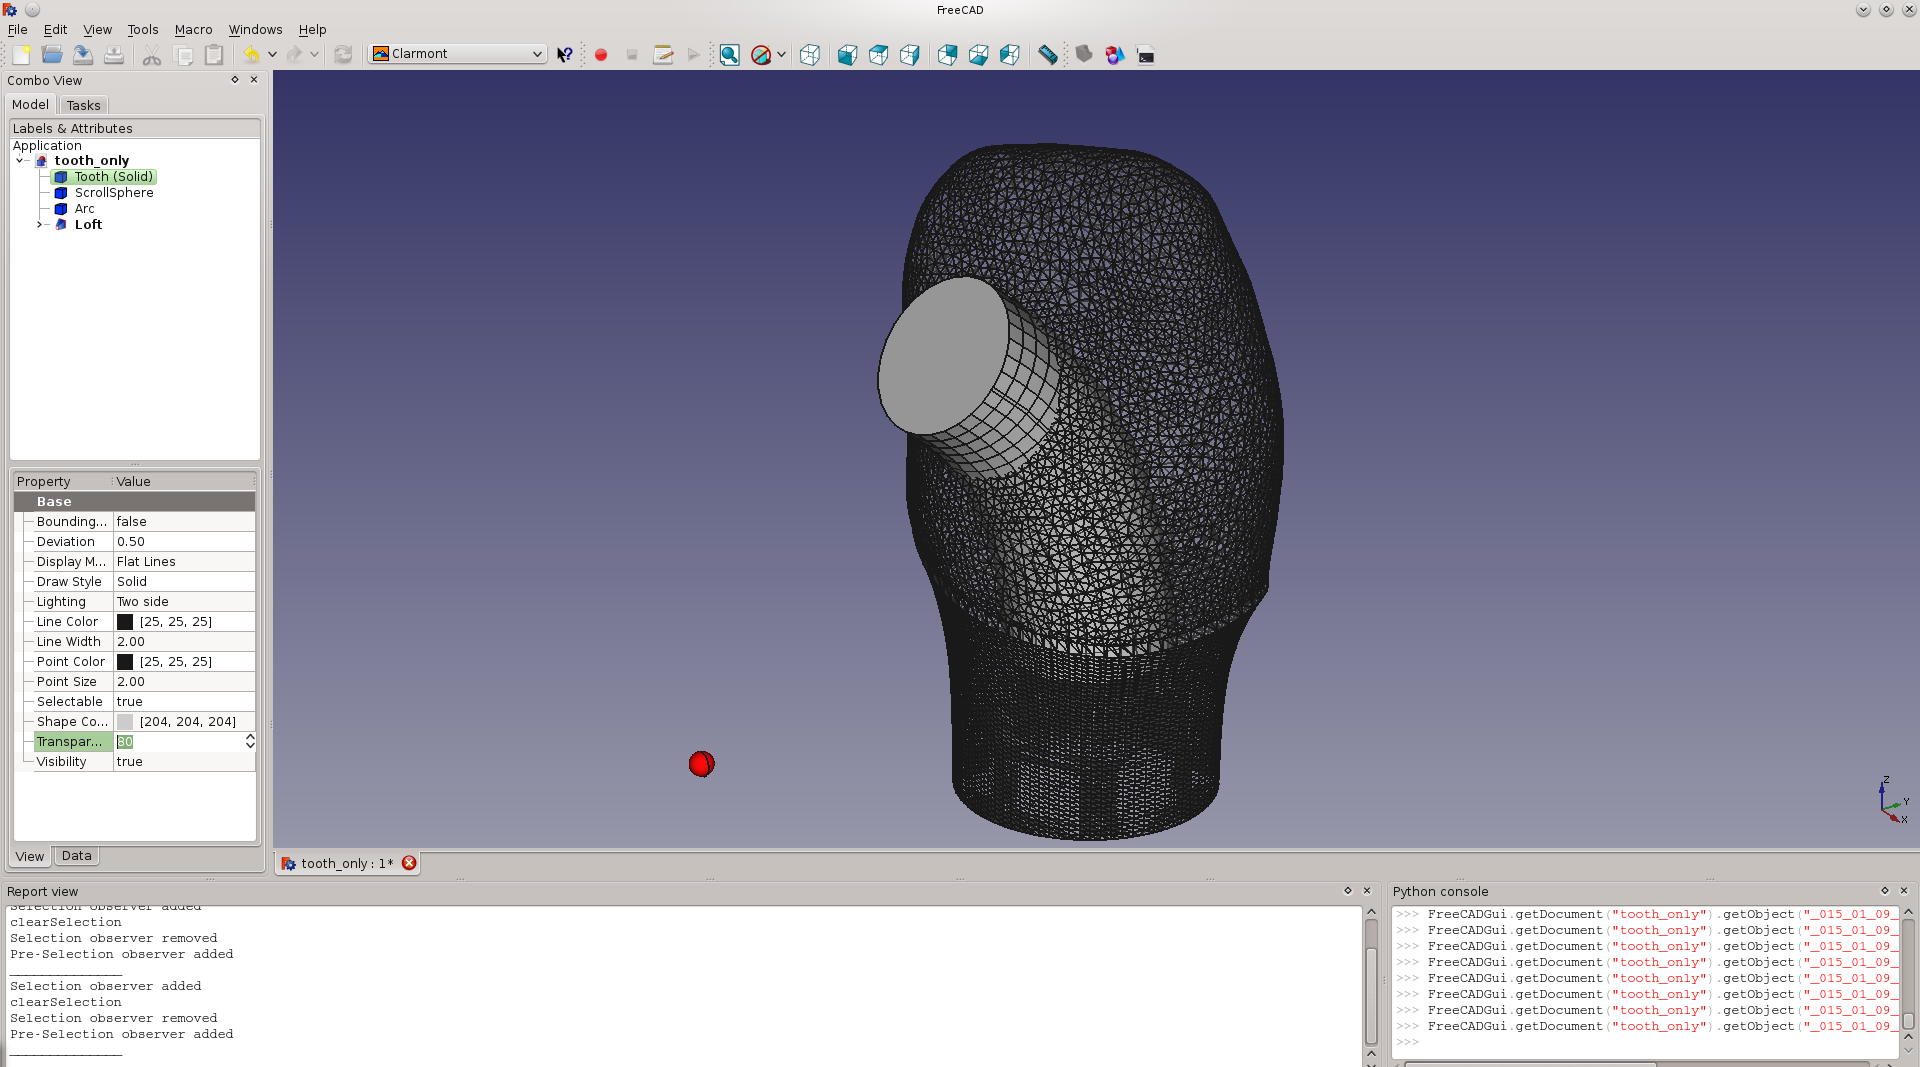 FreeCAD
File Edit View Tools Macro Windows Help
Clarmont
Combo View
Model Tasks
Labels & Attributes
Application
tooth_only
Tooth (Solid)
ScrollSphere
Arc
Loft
Property Value
Base
Bounding... false
Deviation 0.50
Display M... Flat Lines
Draw Style Solid
Lighting Two side
Line Color [25, 25, 25]
Line Width 2.00
Point Color [25, 25, 25]
Point Size 2.00
Selectable true
Shape Co... [204, 204, 204]
Transpar... 80
Visibility true
View Data
Z
Y
X
tooth_only : 1*
Report view
Selection observer added
clearSelection
Selection observer removed
Pre-Selection observer added
Selection observer added
clearSelection
Selection observer removed
Pre-Selection observer added
Python console
>>> FreeCADGui.getDocument("tooth_only").getObject("_015_01_09_
>>> FreeCADGui.getDocument("tooth_only").getObject("_015_01_09_
>>> FreeCADGui.getDocument("tooth_only").getObject("_015_01_09_
>>> FreeCADGui.getDocument("tooth_only").getObject("_015_01_09_
>>> FreeCADGui.getDocument("tooth_only").getObject("_015_01_09_
>>> FreeCADGui.getDocument("tooth_only").getObject("_015_01_09_
>>> FreeCADGui.getDocument("tooth_only").getObject("_015_01_09_
>>> FreeCADGui.getDocument("tooth_only").getObject("_015_01_09_
>>>